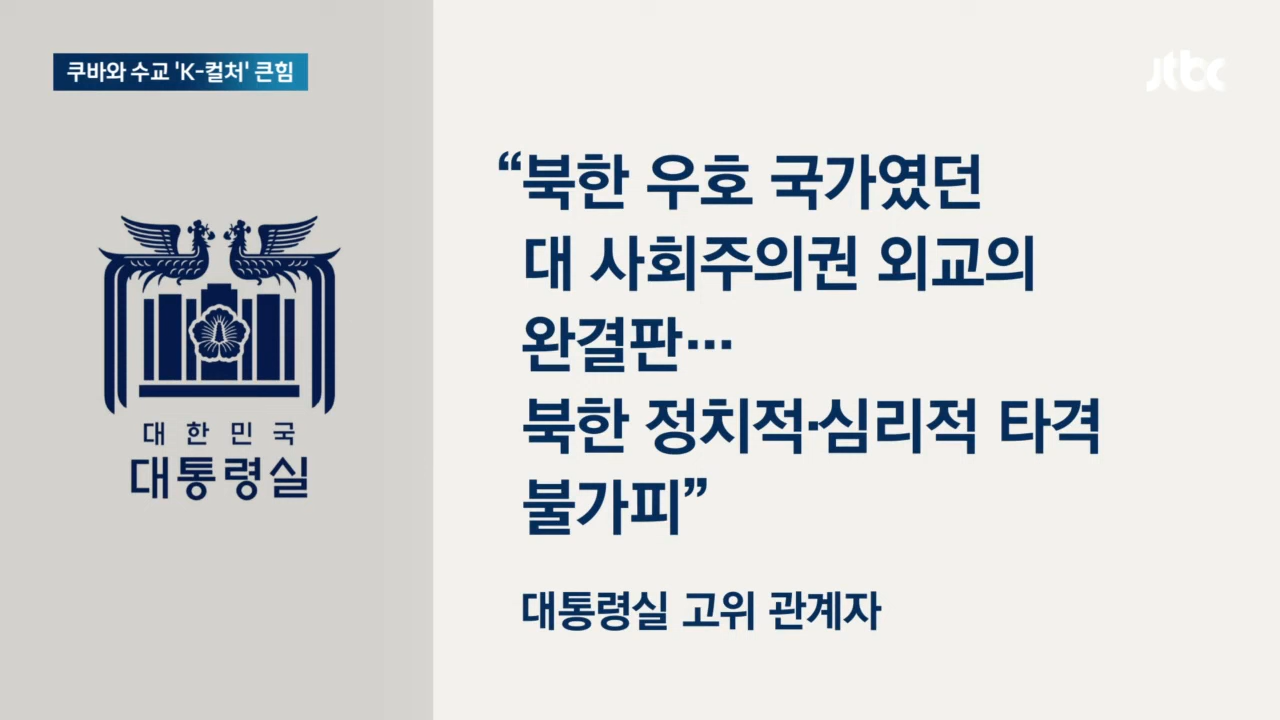 쿠바와 수교 'K-컬처' 큰힘
jtbc
“북한 우호 국가였던
대 사회주의권 외교의
완결판…
북한 정치적·심리적 타격
불가피”
대통령실 고위 관계자
대한민국
대통령실